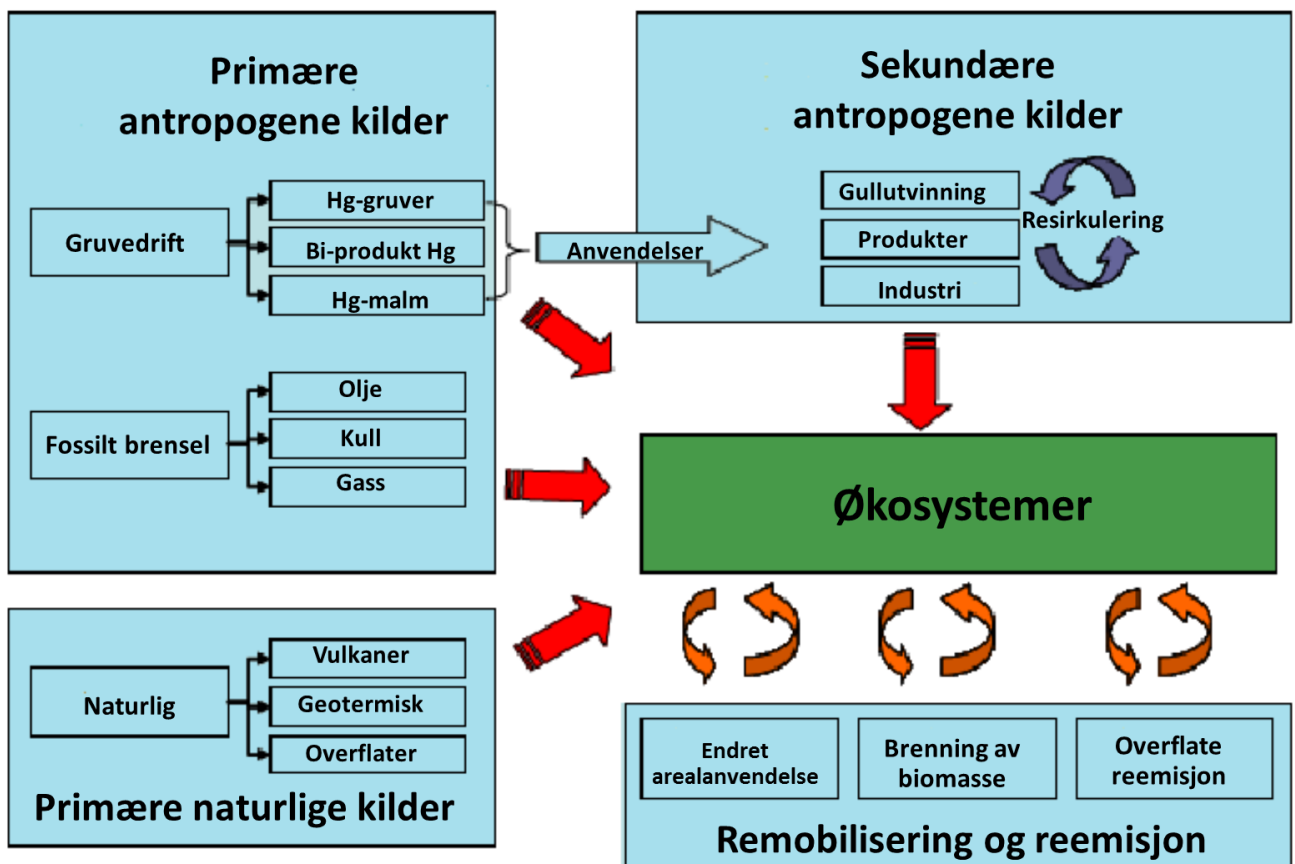 Primære
antropogene kilder
Gruvedrift
Hg-gruver
Bi-produkt Hg
Hg-malm
Fossilt brensel
Olje
Kull
Gass
Anvendelser
Sekundære
antropogene kilder
Gullutvinning
Produkter
Industri
Resirkulering
Økosystemer
Naturlig
Vulkaner
Geotermisk
Overflater
Primære naturlige kilder
Endret
arealanvendelse
Brenning av
biomasse
Overflate
reemisjon
Remobilisering og reemisjon